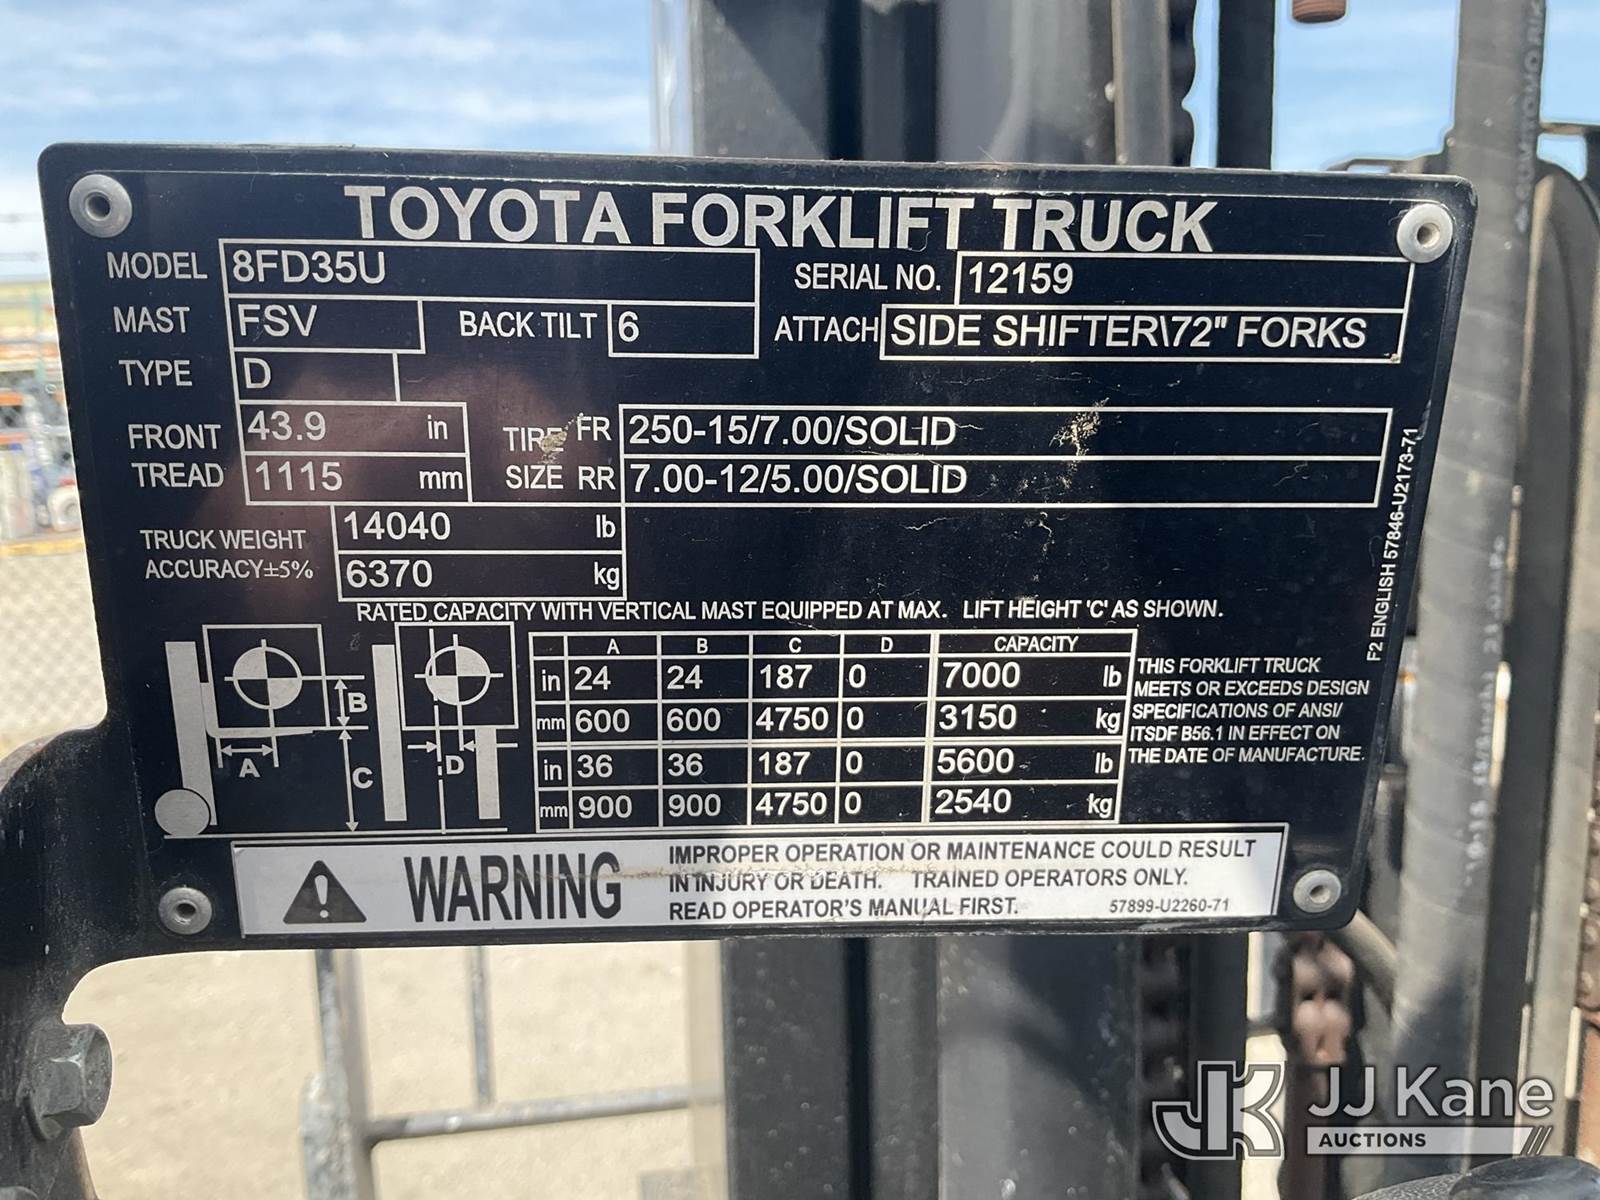 TOYOTA FORKLIFT TRUCK
MODEL 8FD35U SERIAL NO. 12159
MAST FSV BACK TILT 6 ATTACH SIDE SHIFTER\72" FORKS
TYPE D
FRONT TREAD 43.9 in TIRE SIZE FR 250-15/7.00/SOLID
1115 mm RR 7.00-12/5.00/SOLID
TRUCK WEIGHT 14040 lb
ACCURACY±5% 6370 kg
RATED CAPACITY WITH VERTICAL MAST EQUIPPED AT MAX. LIFT HEIGHT 'C' AS SHOWN.
A B C D CAPACITY
in 24 24 187 0 7000 lb
mm 600 600 4750 0 3150 kg
in 36 36 187 0 5600 lb
mm 900 900 4750 0 2540 kg
B
A
C
D
THIS FORKLIFT TRUCK
MEETS OR EXCEEDS DESIGN
SPECIFICATIONS OF ANSI/
ITSDF B56.1 IN EFFECT ON
THE DATE OF MANUFACTURE.
F2 ENGLISH 57846-U2173-71
WARNING
IMPROPER OPERATION OR MAINTENANCE COULD RESULT
IN INJURY OR DEATH. TRAINED OPERATORS ONLY.
READ OPERATOR'S MANUAL FIRST. 57899-U2260-71
JK JJ Kane
AUCTIONS